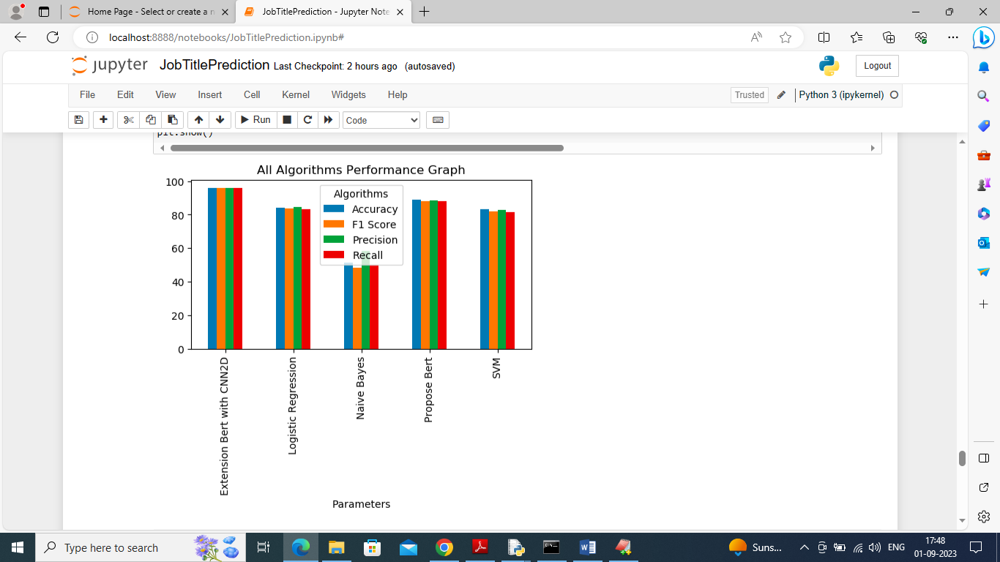 Home Page - Select or create a n
JobTitlePrediction - Jupyter Note
localhost:8888/notebooks/JobTitlePrediction.ipynb#
jupyter JobTitlePrediction Last Checkpoint: 2 hours ago (autosaved)
Logout
File Edit View Insert Cell Kernel Widgets Help
Trusted
Python 3 (ipykernel)
Run
Code
plt.show()
All Algorithms Performance Graph
100
80
60
40
20
0
Algorithms
Accuracy
F1 Score
Precision
Recall
Extension Bert with CNN2D
Logistic Regression
Naive Bayes
Propose Bert
SVM
Parameters
Type here to search
Suns...
ENG
17:48
01-09-2023